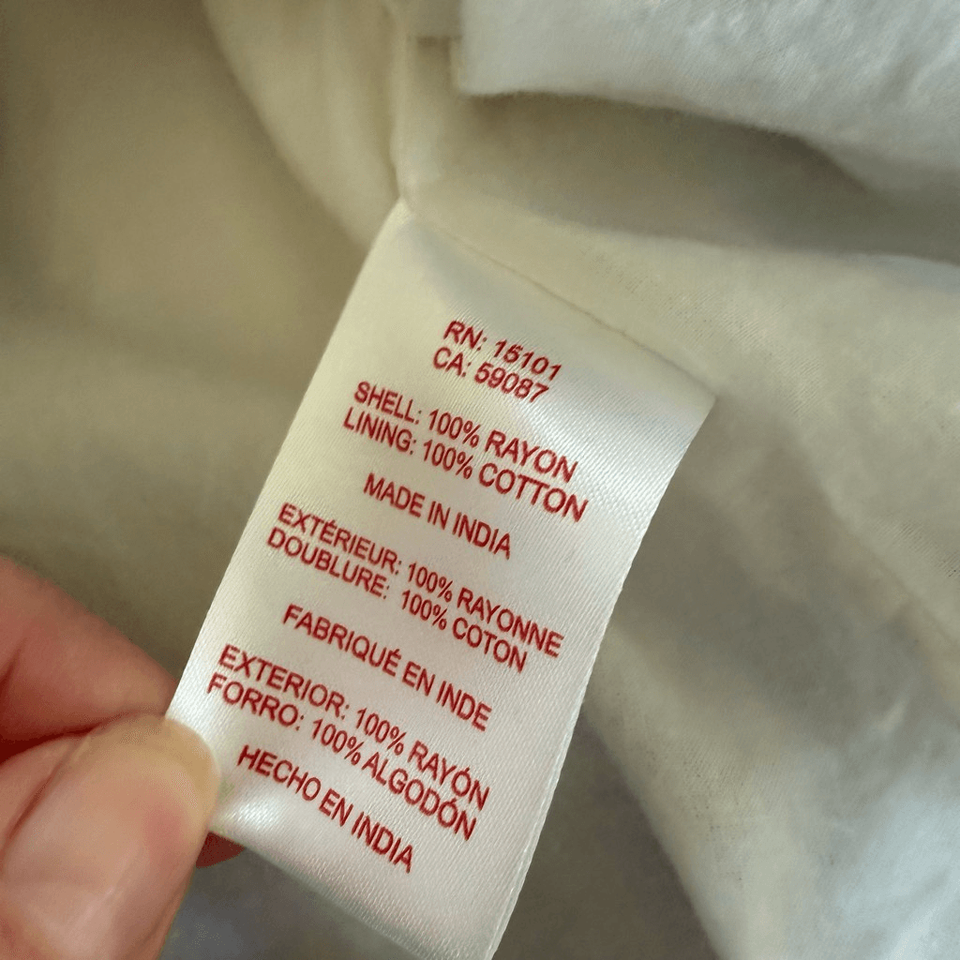 RN: 15101
CA: 59087
SHELL: 100% RAYON
LINING: 100% COTTON
MADE IN INDIA
EXTÉRIEUR: 100% RAYONNE
DOUBLURE: 100% COTON
FABRIQUÉ EN INDE
EXTERIOR: 100% RAYÓN
FORRO: 100% ALGODÓN
HECHO EN INDIA